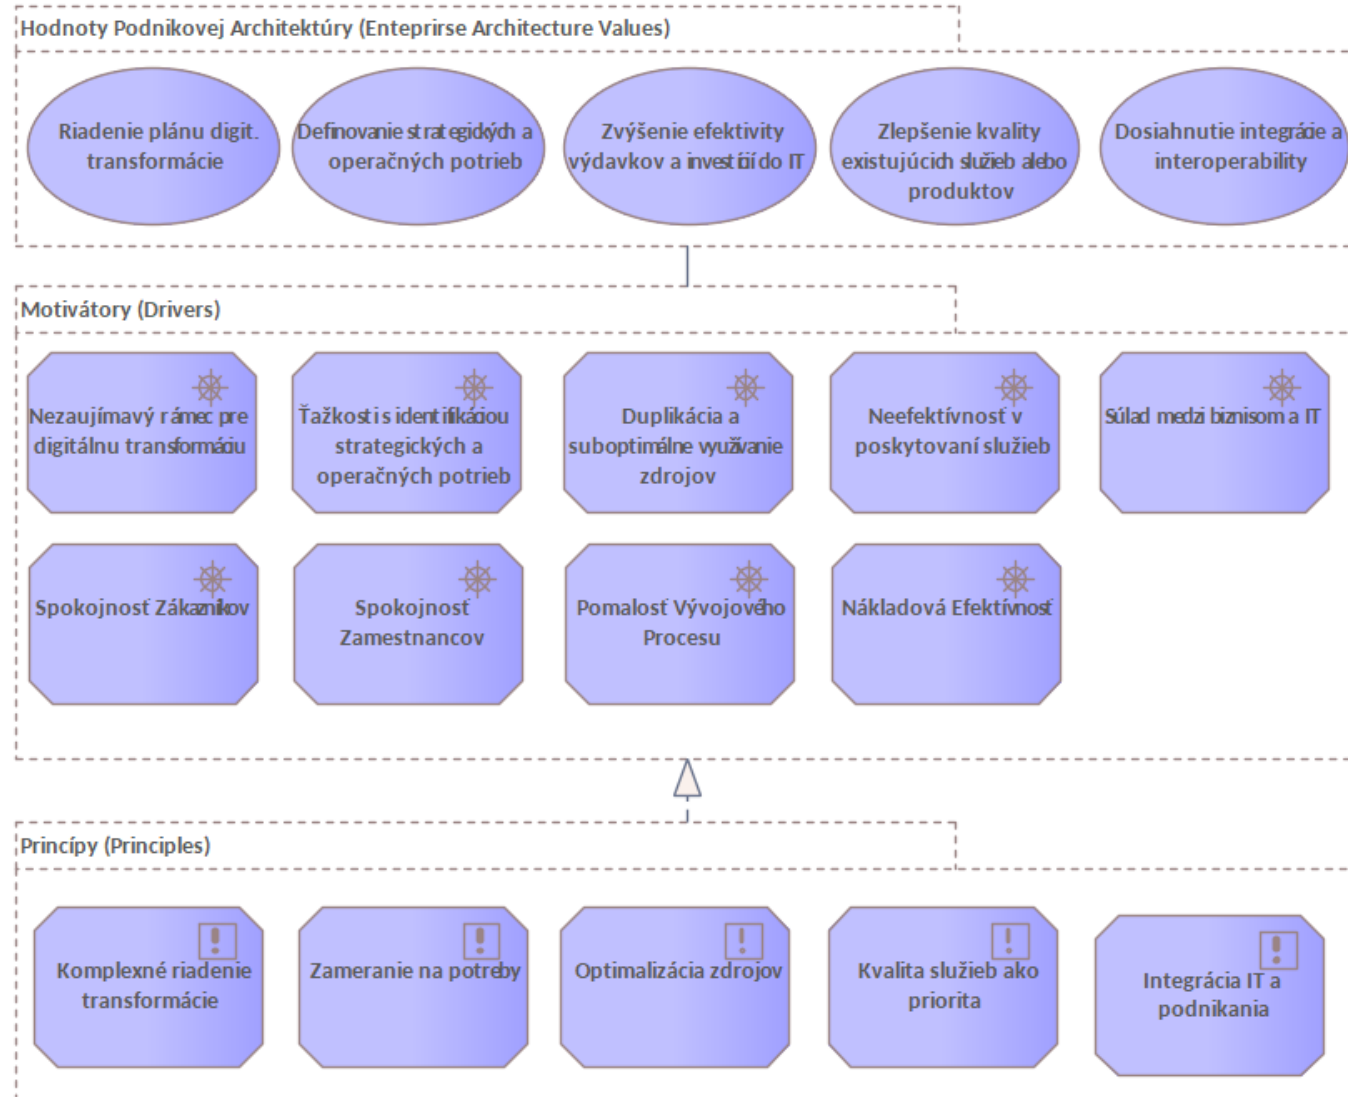 Hodnoty Podnikovej Architektúry (Enteprirse Architecture Values)
Riadenie plánu digit.
transformácie
Definovanie strategických a
operačných potrieb
Zvýšenie efektivity
výdavkov a investícií do IT
Zlepšenie kvality
existujúcich služieb alebo
produktov
Dosiahnutie integrácie a
interoperability
Motivátory (Drivers)
Nezaujímavý rámec pre
digitálnu transformáciu
Ťažkosti s identifikáciou
strategických a
operačných potrieb
Duplikácia a
suboptimálne využívanie
zdrojov
Neefektívnosť v
poskytovaní služieb
Súlad medzi biznisom a IT
Spokojnosť Zákazníkov
Spokojnosť
Zamestnancov
Pomalosť Vývojového
Procesu
Nákladová Efektívnosť
Princípy (Principles)
Komplexné riadenie
transformácie
Zameranie na potreby
Optimalizácia zdrojov
Kvalita služieb ako
priorita
Integrácia IT a
podnikania